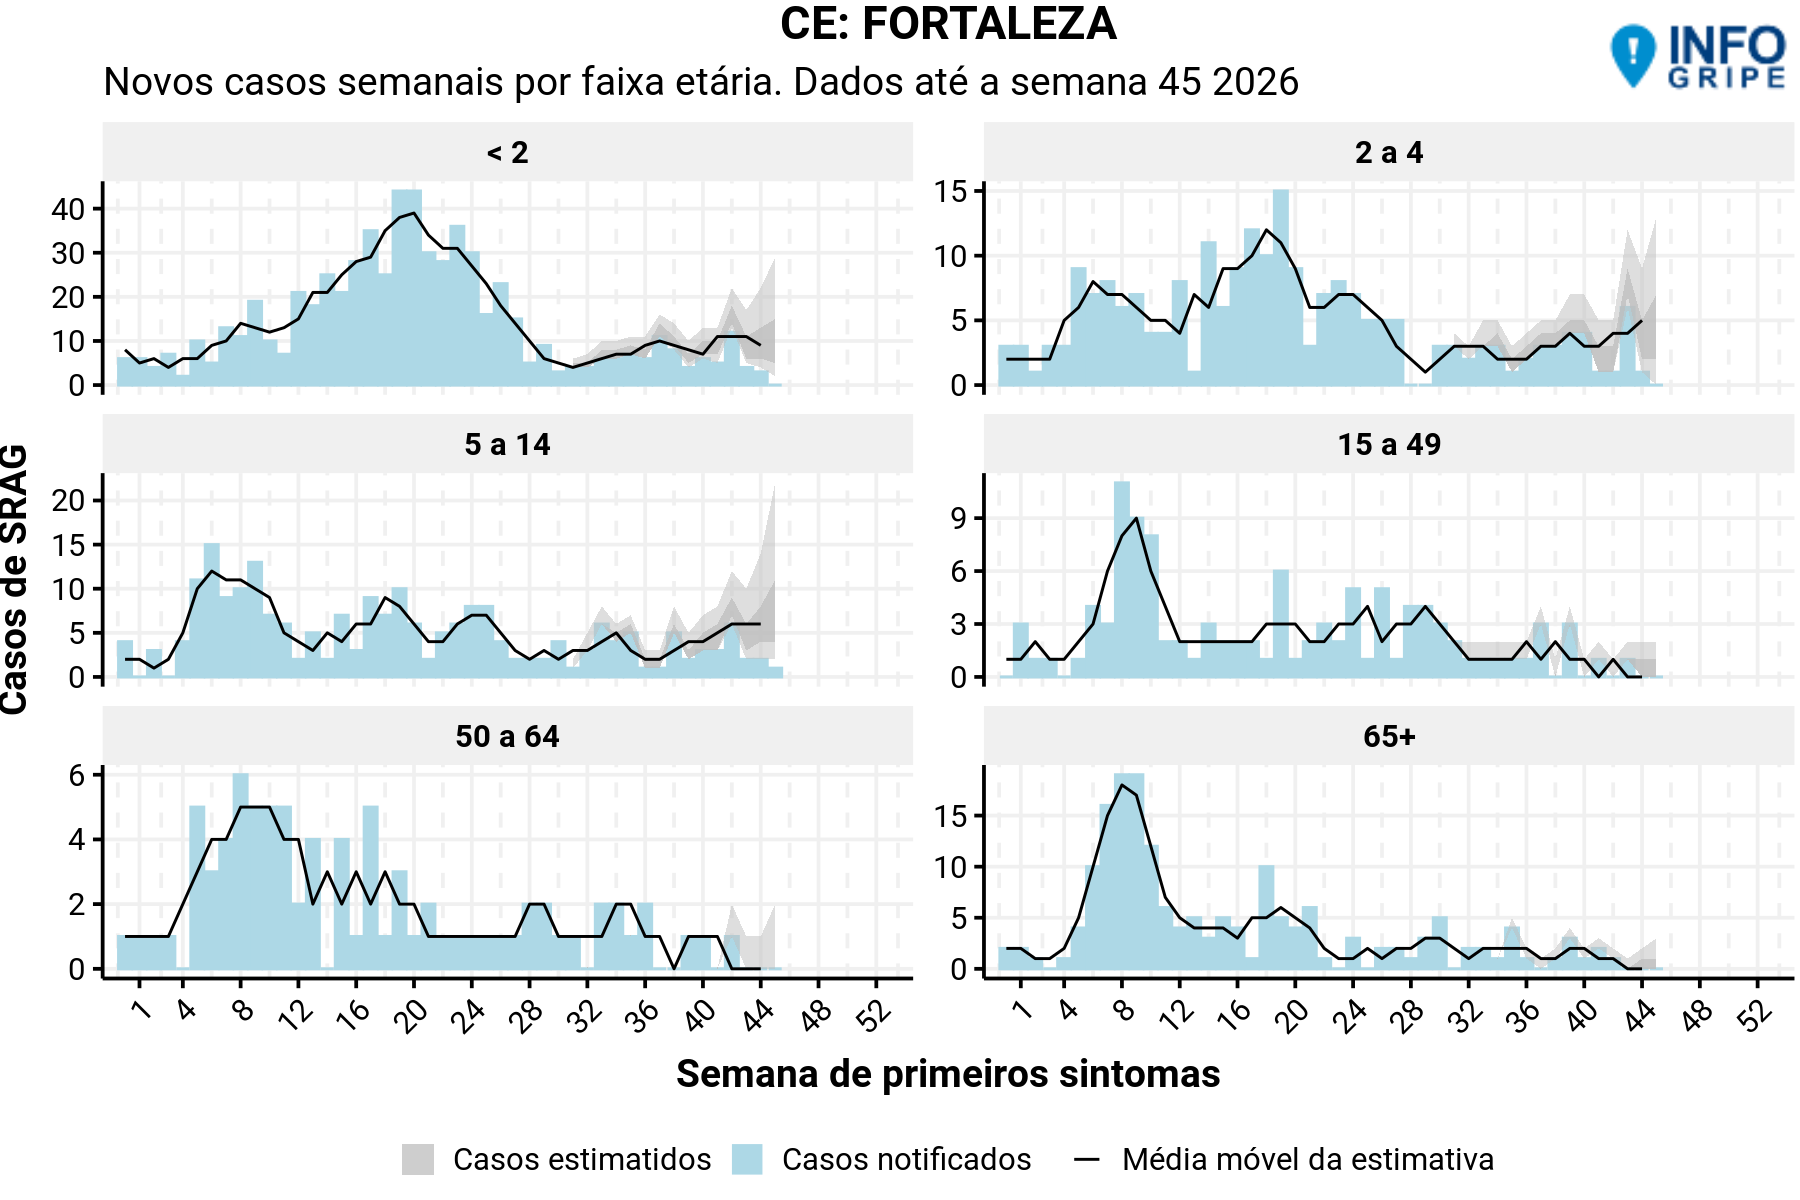 CE: FORTALEZA
INFO
GRIPE
Novos casos semanais por faixa etária. Dados até a semana 45 2026
< 2
2 a 4
40
30
20
10
0
15
10
5
0
5 a 14
15 a 49
20
15
10
5
0
9
6
3
0
Casos de SRAG
50 a 64
65+
6
4
2
0
15
10
5
0
1 4 8 12 16 20 24 28 32 36 40 44 48 52
1 4 8 12 16 20 24 28 32 36 40 44 48 52
Semana de primeiros sintomas
Casos estimatidos Casos notificados Média móvel da estimativa